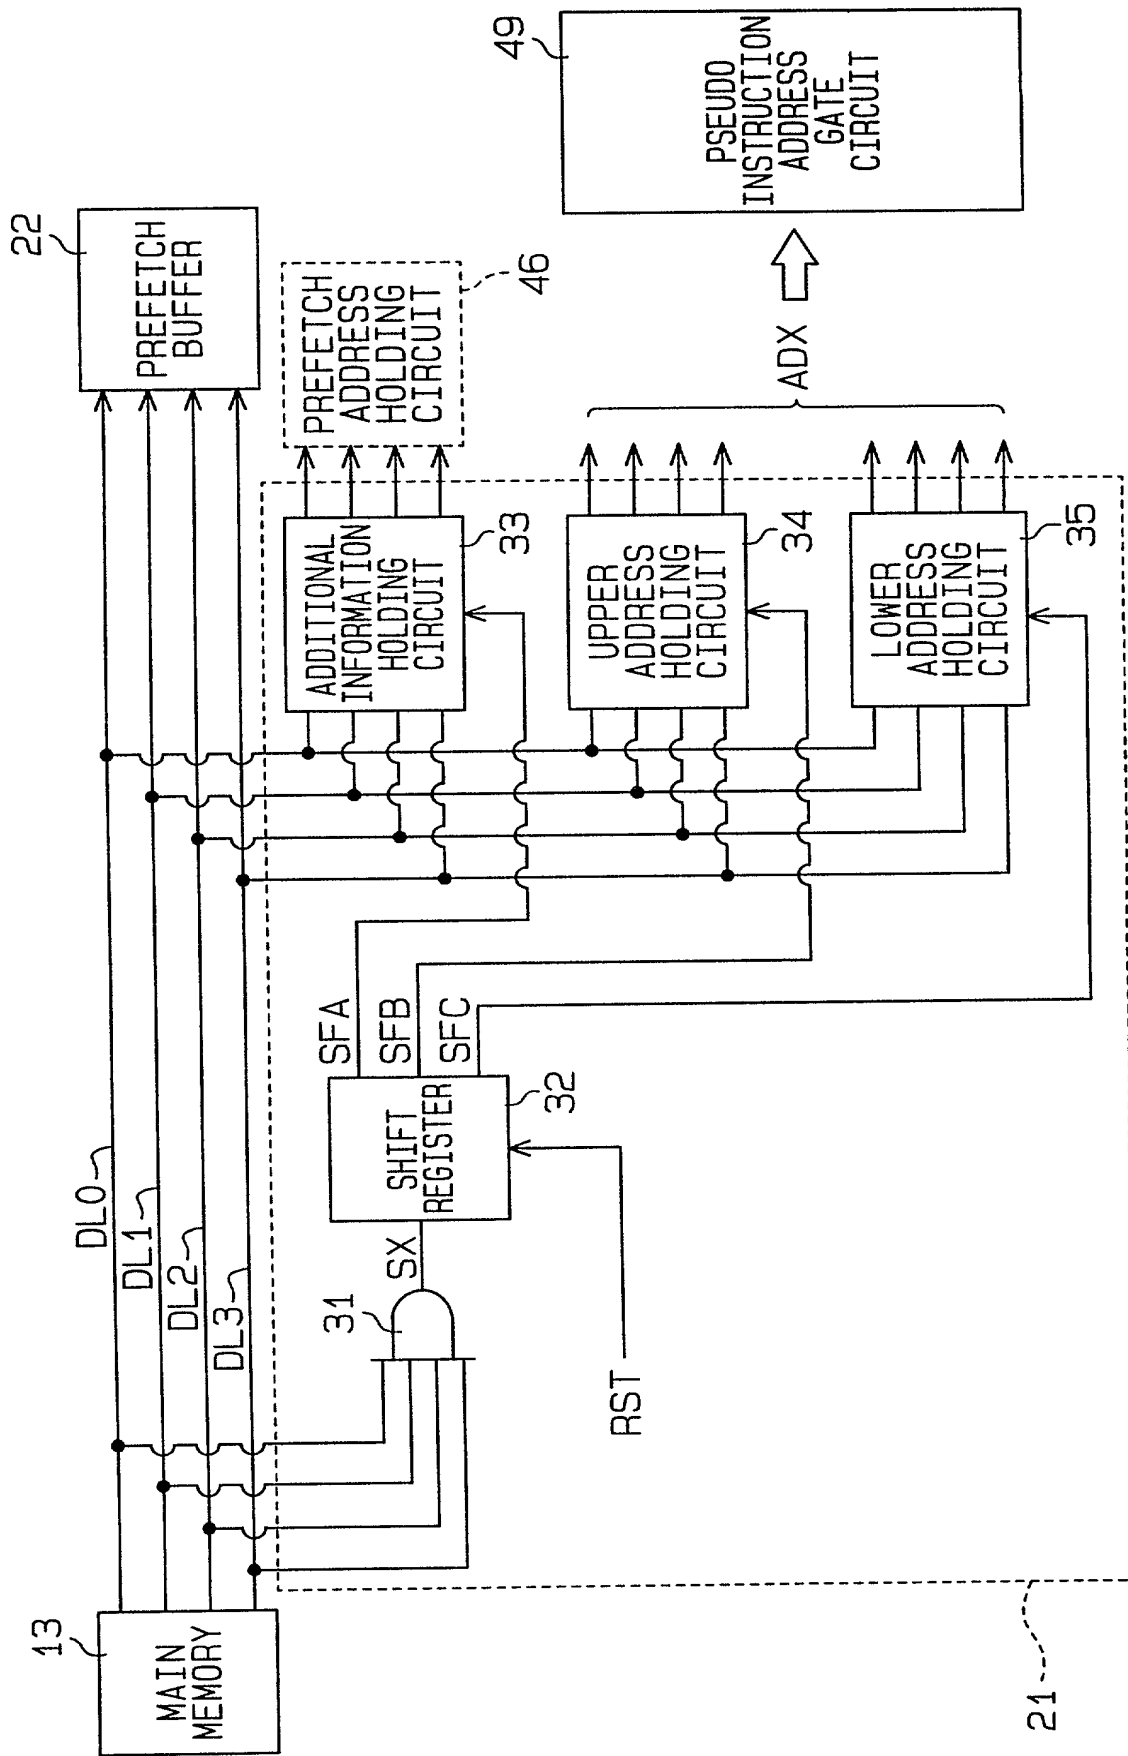 13
MAIN
MEMORY
DL0
DL1
DL2
DL3
22
PREFETCH
BUFFER
31
SX
SHIFT
REGISTER
32
RST
SFA
SFB
SFC
ADDITIONAL
INFORMATION
HOLDING
CIRCUIT
33
PREFETCH
ADDRESS
HOLDING
CIRCUIT
46
UPPER
ADDRESS
HOLDING
CIRCUIT
34
LOWER
ADDRESS
HOLDING
CIRCUIT
35
ADX
49
PSEUDO
INSTRUCTION
ADDRESS
GATE
CIRCUIT
21